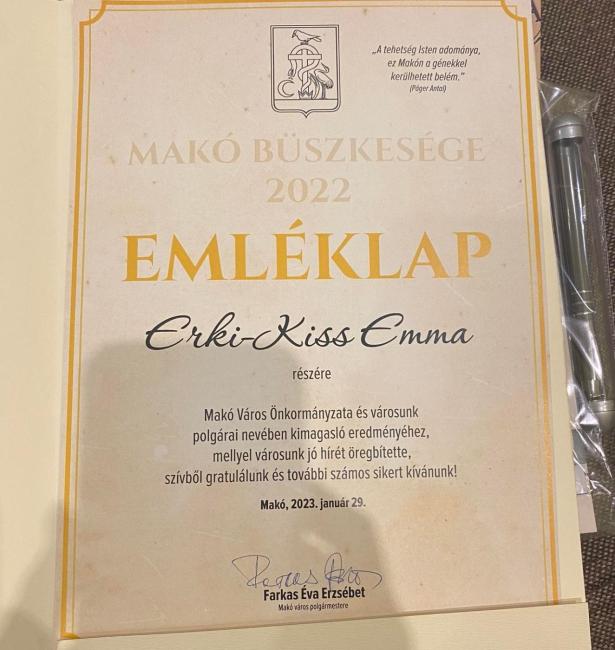 „A tehetség Isten adománya,
ez Makón a génekkel
kerülhetett belém."
(Páger Antal)
MAKÓ BÜSZKESÉGE
2022
EMLÉKLAP
Erki-Kiss Emma
részére
Makó Város Önkormányzata és városunk
polgárai nevében kimagasló eredményéhez,
mellyel városunk jó hírét öregbítette,
szívből gratulálunk és további számos sikert kívánunk!
Makó, 2023. január 29.
Farkas Éva Erzsébet
Makó város polgármestere